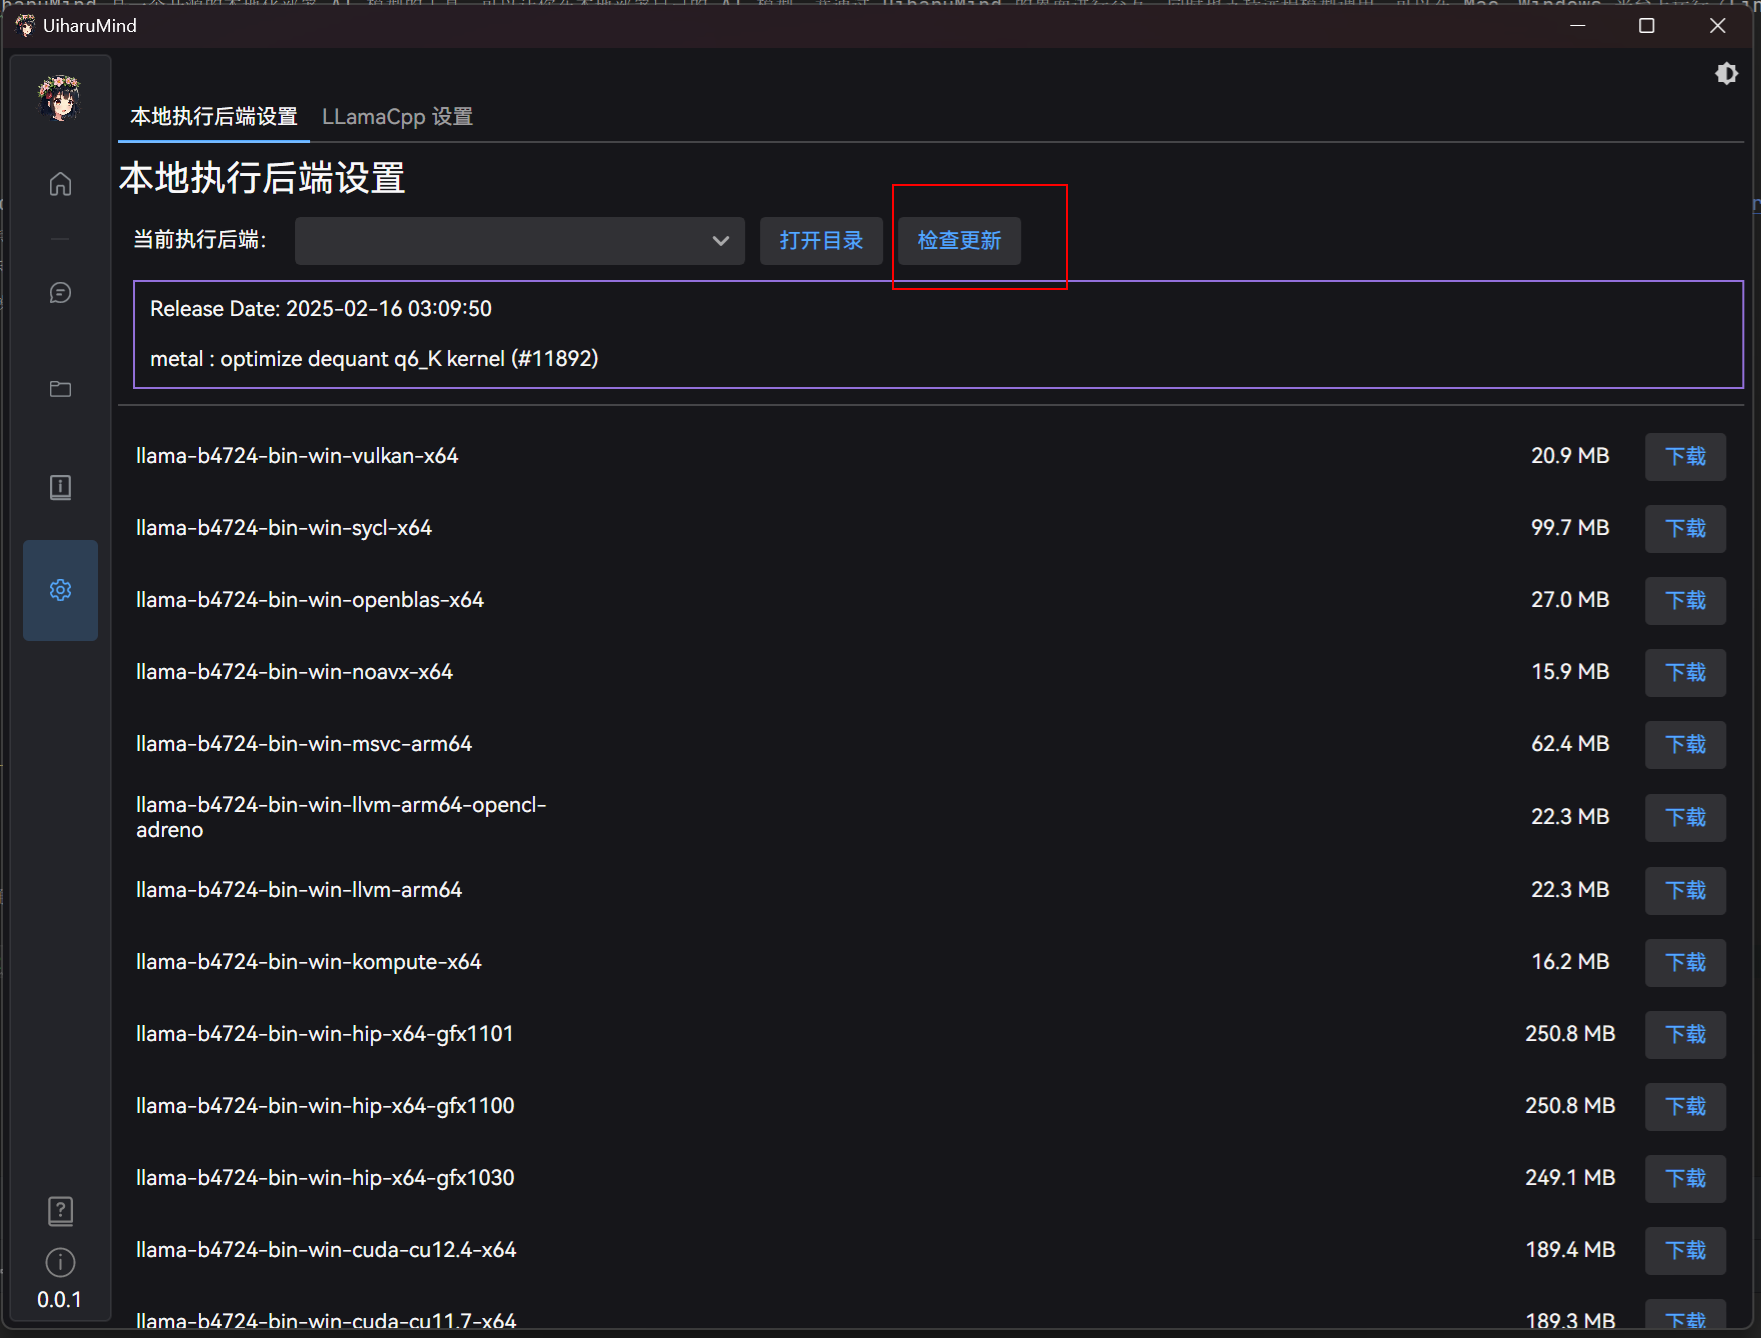 UiharuMind
本地执行后端设置 LLamaCpp 设置
本地执行后端设置
当前执行后端: 打开目录 检查更新
Release Date: 2025-02-16 03:09:50
metal : optimize dequant q6_K kernel (#11892)
llama-b4724-bin-win-vulkan-x64 20.9 MB 下载
llama-b4724-bin-win-sycl-x64 99.7 MB 下载
llama-b4724-bin-win-openblas-x64 27.0 MB 下载
llama-b4724-bin-win-noavx-x64 15.9 MB 下载
llama-b4724-bin-win-msvc-arm64 62.4 MB 下载
llama-b4724-bin-win-llvm-arm64-opencl-
adreno 22.3 MB 下载
llama-b4724-bin-win-llvm-arm64 22.3 MB 下载
llama-b4724-bin-win-kompute-x64 16.2 MB 下载
llama-b4724-bin-win-hip-x64-gfx1101 250.8 MB 下载
llama-b4724-bin-win-hip-x64-gfx1100 250.8 MB 下载
llama-b4724-bin-win-hip-x64-gfx1030 249.1 MB 下载
llama-b4724-bin-win-cuda-cu12.4-x64 189.4 MB 下载
llama-b4724-bin-win-cuda-cu11.7-x64 189.3 MB 下载
0.0.1